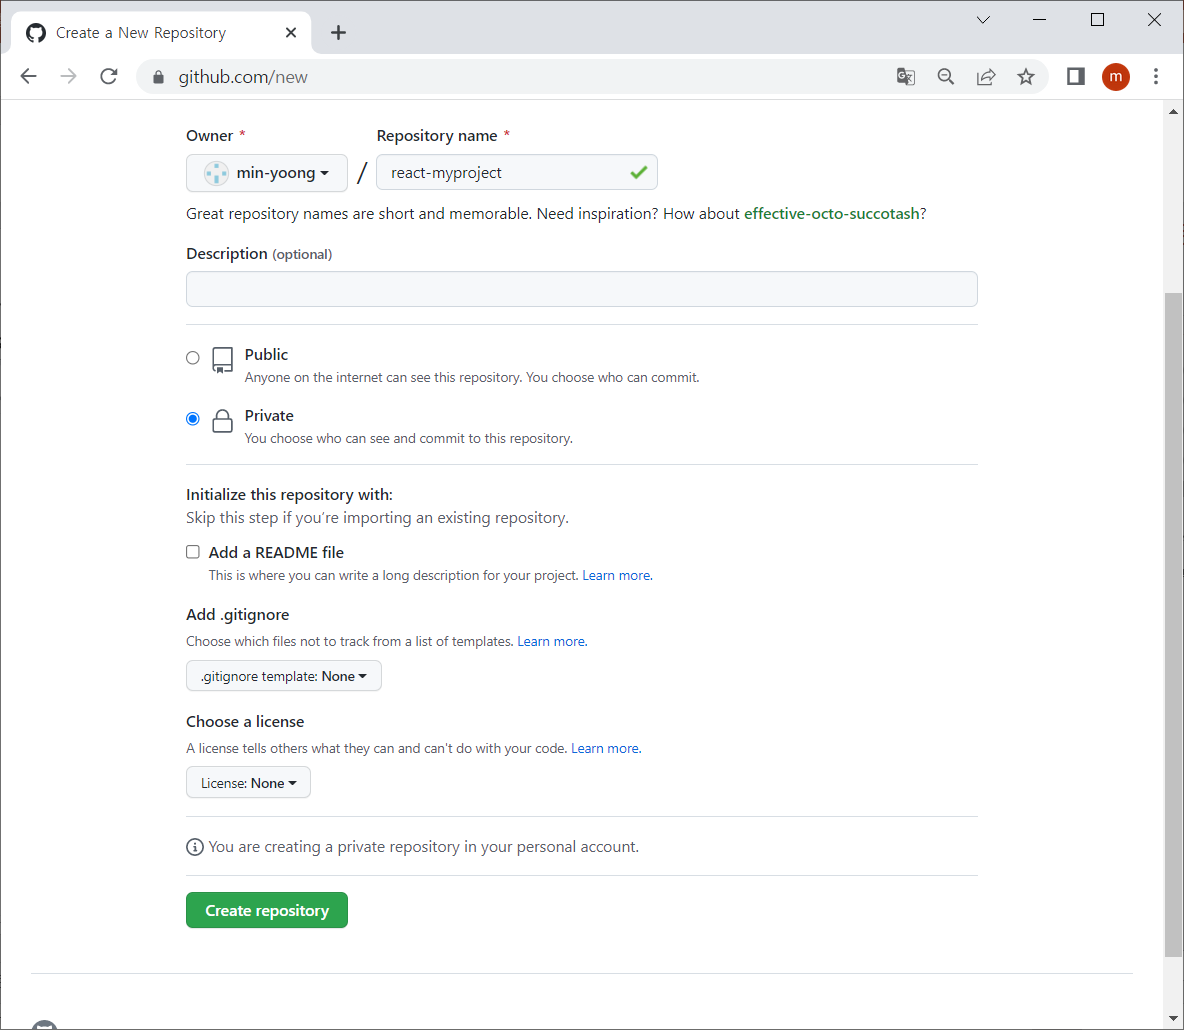 Create a New Repository
github.com/new
m
Owner * Repository name *
min-yoong / react-myproject
Great repository names are short and memorable. Need inspiration? How about effective-octo-succotash?
Description (optional)
Public
Anyone on the internet can see this repository. You choose who can commit.
Private
You choose who can see and commit to this repository.
Initialize this repository with:
Skip this step if you’re importing an existing repository.
Add a README file
This is where you can write a long description for your project. Learn more.
Add .gitignore
Choose which files not to track from a list of templates. Learn more.
.gitignore template: None
Choose a license
A license tells others what they can and can't do with your code. Learn more.
License: None
You are creating a private repository in your personal account.
Create repository